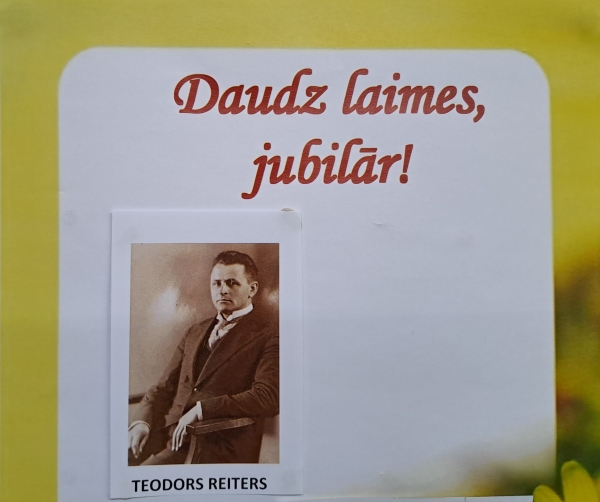 Daudz laimes,
jubilār!
TEODORS REITERS